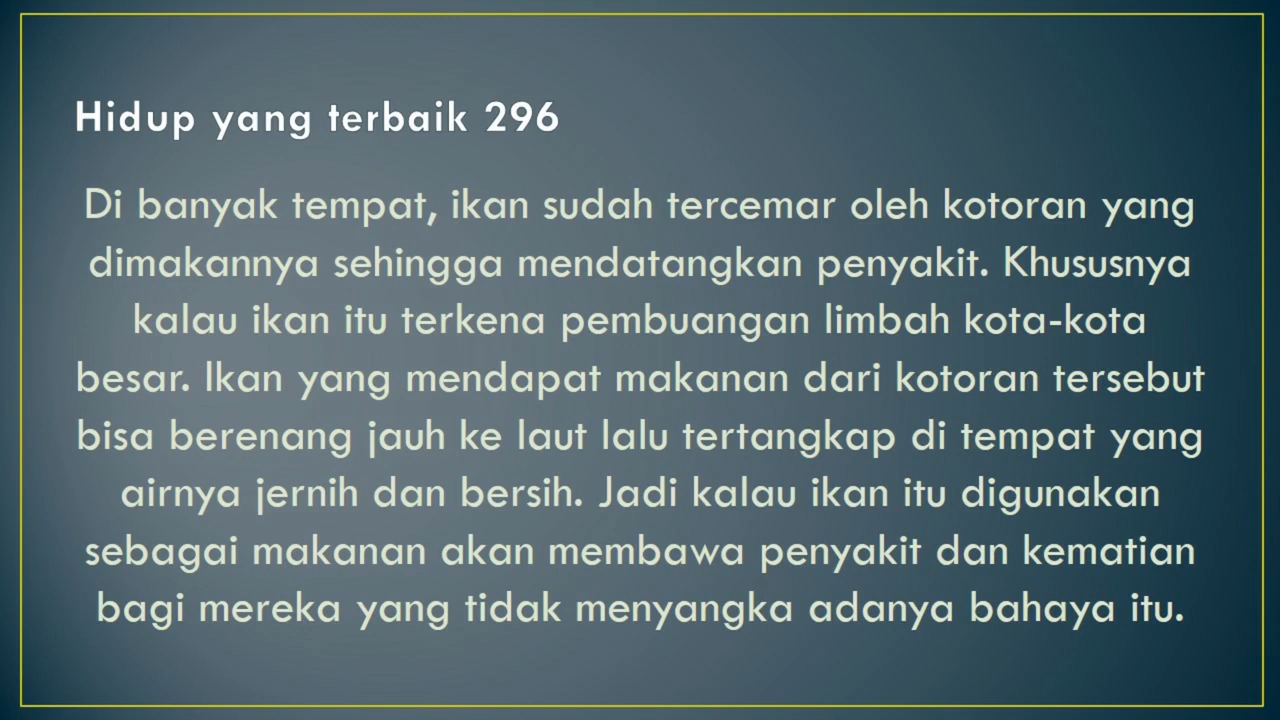 Hidup yang terbaik 296
Di banyak tempat, ikan sudah tercemar oleh kotoran yang
dimakannya sehingga mendatangkan penyakit. Khususnya
kalau ikan itu terkena pembuangan limbah kota-kota
besar. Ikan yang mendapat makanan dari kotoran tersebut
bisa berenang jauh ke laut lalu tertangkap di tempat yang
airnya jernih dan bersih. Jadi kalau ikan itu digunakan
sebagai makanan akan membawa penyakit dan kematian
bagi mereka yang tidak menyangka adanya bahaya itu.